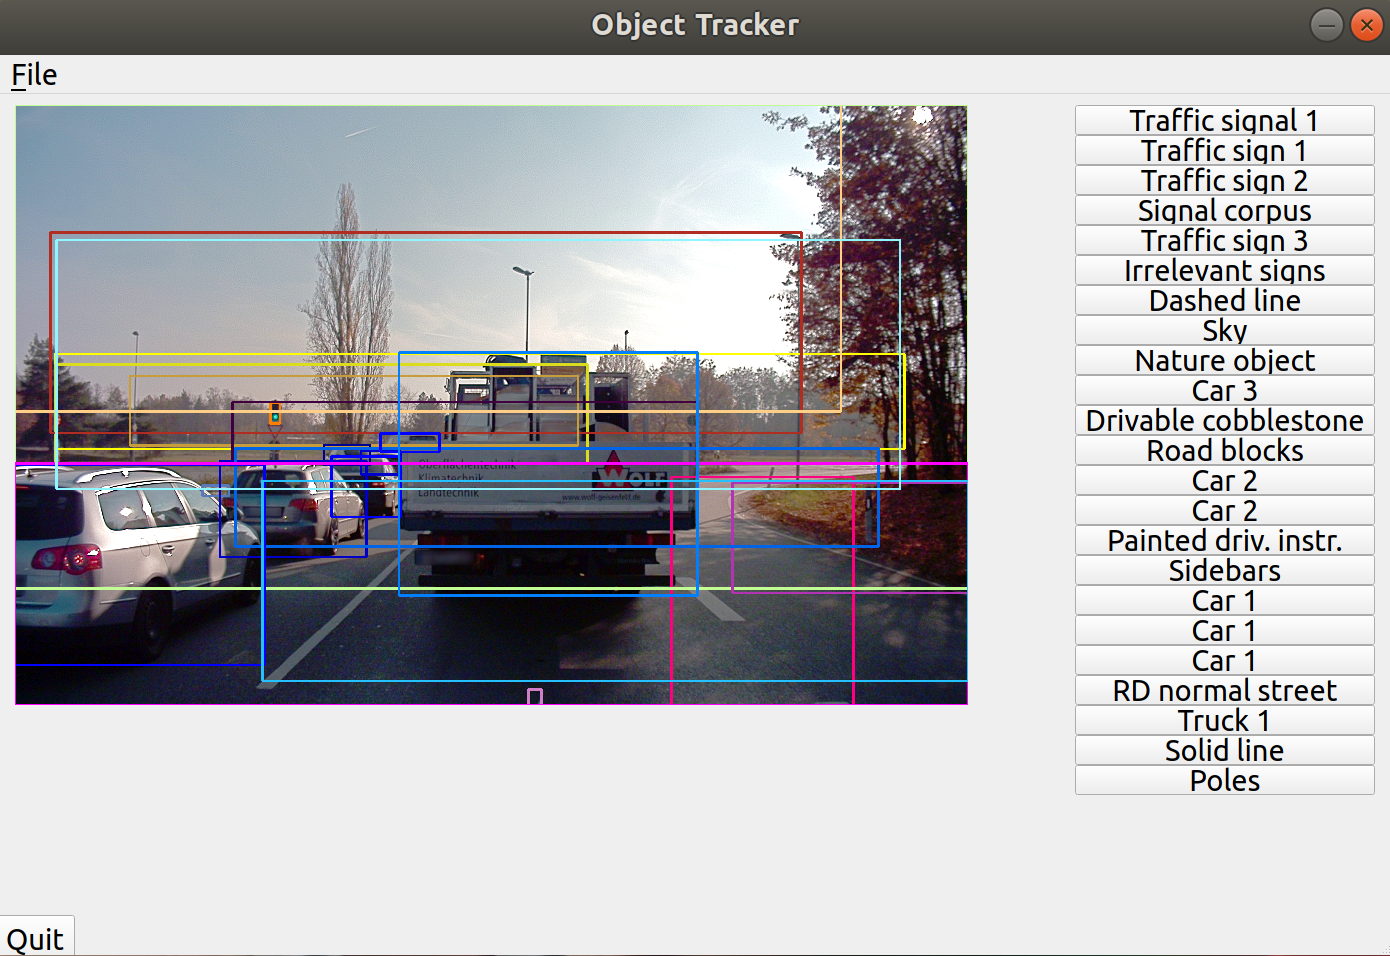 Object Tracker
File
Traffic signal 1
Traffic sign 1
Traffic sign 2
Signal corpus
Traffic sign 3
Irrelevant signs
Dashed line
Sky
Nature object
Car 3
Drivable cobblestone
Road blocks
Car 2
Car 2
Painted driv. instr.
Sidebars
Car 1
Car 1
Car 1
RD normal street
Truck 1
Solid line
Poles
Oberflächentechnik
Klimatechnik
Landtechnik
WOLF
www.wolf-geisenfeld.de
Quit